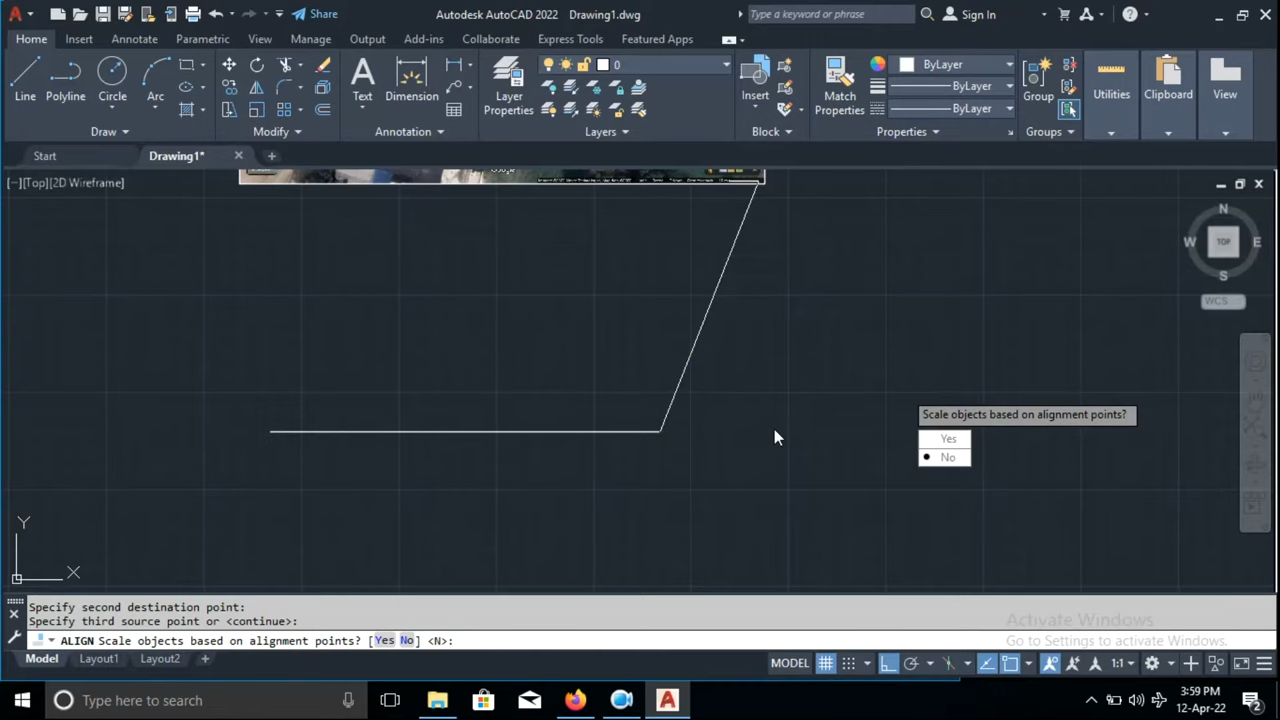 Share
Autodesk AutoCAD 2022 Drawing1.dwg
Type a keyword or phrase
Sign In
Home Insert Annotate Parametric View Manage Output Add-ins Collaborate Express Tools Featured Apps
0
ByLayer
ByLayer
ByLayer
Line Polyline Circle Arc
Text Dimension
Layer Properties
Insert
Match Properties
Group
Utilities
Clipboard
View
Draw Modify Annotation Layers Block Properties Groups
Start Drawing1*
[−][Top][2D Wireframe]
N
W TOP E
S
WCS
Scale objects based on alignment points?
Yes
No
Y
X
Specify second destination point:
Specify third source point or <continue>:
ALIGN Scale objects based on alignment points? [Yes No] <N>:
Activate Windows
Go to Settings to activate Windows.
Model Layout1 Layout2
MODEL
1:1
Type here to search
3:59 PM
12-Apr-22
2